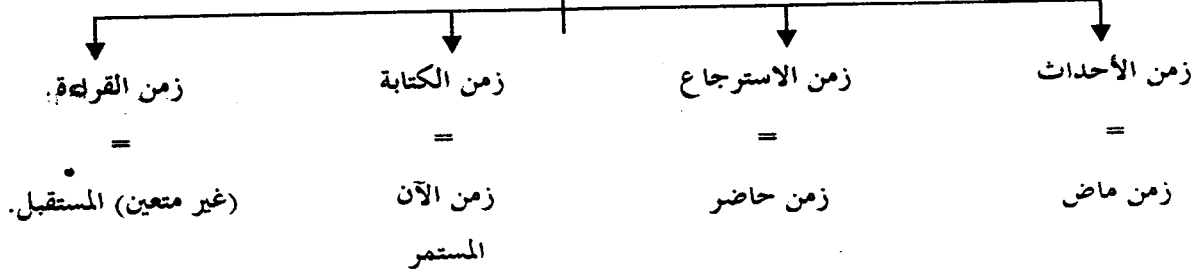 زمن الأحداث زمن الاسترجاع زمن الكتابة زمن القراءة.
= = = =
زمن ماض زمن حاضر زمن الآن (غير متعين) المستقبل.
المستمر